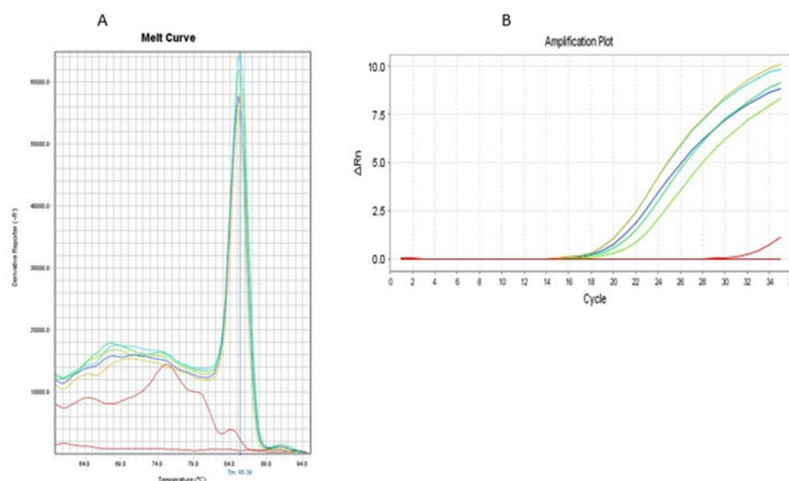 A
B
Melt Curve
Amplification Plot
60000.0
50000.0
40000.0
30000.0
20000.0
10000.0
Derivative Reporter (-R')
64.0 69.0 74.0 79.0 84.0 89.0 94.0
Tm: 85.39
Temperature (°C)
10.0
7.5
5.0
2.5
0.0
ΔRn
0 2 4 6 8 10 12 14 16 18 20 22 24 26 28 30 32 34
Cycle